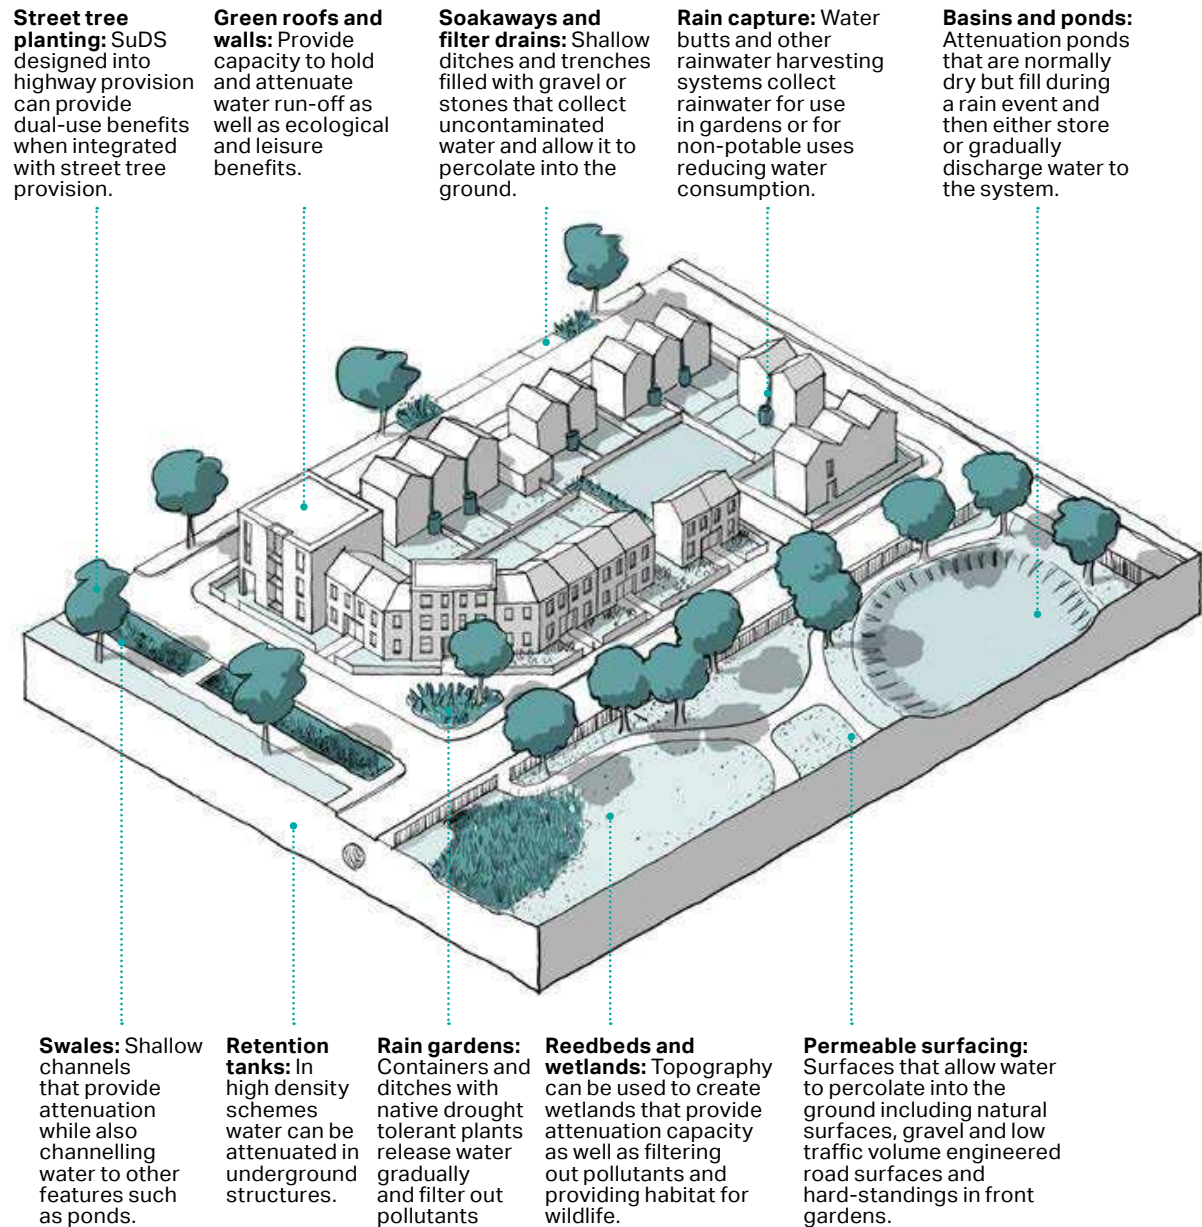 Street tree
planting: SuDS
designed into
highway provision
can provide
dual-use benefits
when integrated
with street tree
provision.
Green roofs and
walls: Provide
capacity to hold
and attenuate
water run-off as
well as ecological
and leisure
benefits.
Soakaways and
filter drains: Shallow
ditches and trenches
filled with gravel or
stones that collect
uncontaminated
water and allow it to
percolate into the
ground.
Rain capture: Water
butts and other
rainwater harvesting
systems collect
rainwater for use
in gardens or for
non-potable uses
reducing water
consumption.
Basins and ponds:
Attenuation ponds
that are normally
dry but fill during
a rain event and
then either store
or gradually
discharge water to
the system.
Swales: Shallow
channels
that provide
attenuation
while also
channelling
water to other
features such
as ponds.
Retention
tanks: In
high density
schemes
water can be
attenuated in
underground
structures.
Rain gardens:
Containers and
ditches with
native drought
tolerant plants
release water
gradually
and filter out
pollutants
Reedbeds and
wetlands: Topography
can be used to create
wetlands that provide
attenuation capacity
as well as filtering
out pollutants and
providing habitat for
wildlife.
Permeable surfacing:
Surfaces that allow water
to percolate into the
ground including natural
surfaces, gravel and low
traffic volume engineered
road surfaces and
hard-standings in front
gardens.